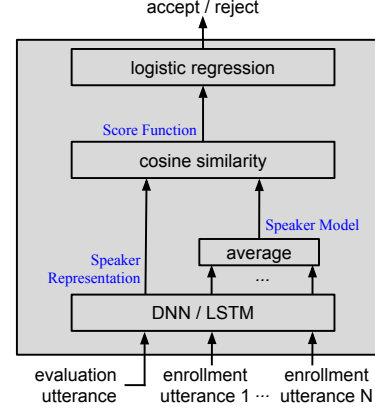 accept / reject
logistic regression
Score Function
cosine similarity
Speaker Model
Speaker
Representation
average
...
DNN / LSTM
evaluation
utterance
enrollment
utterance 1
...
enrollment
utterance N